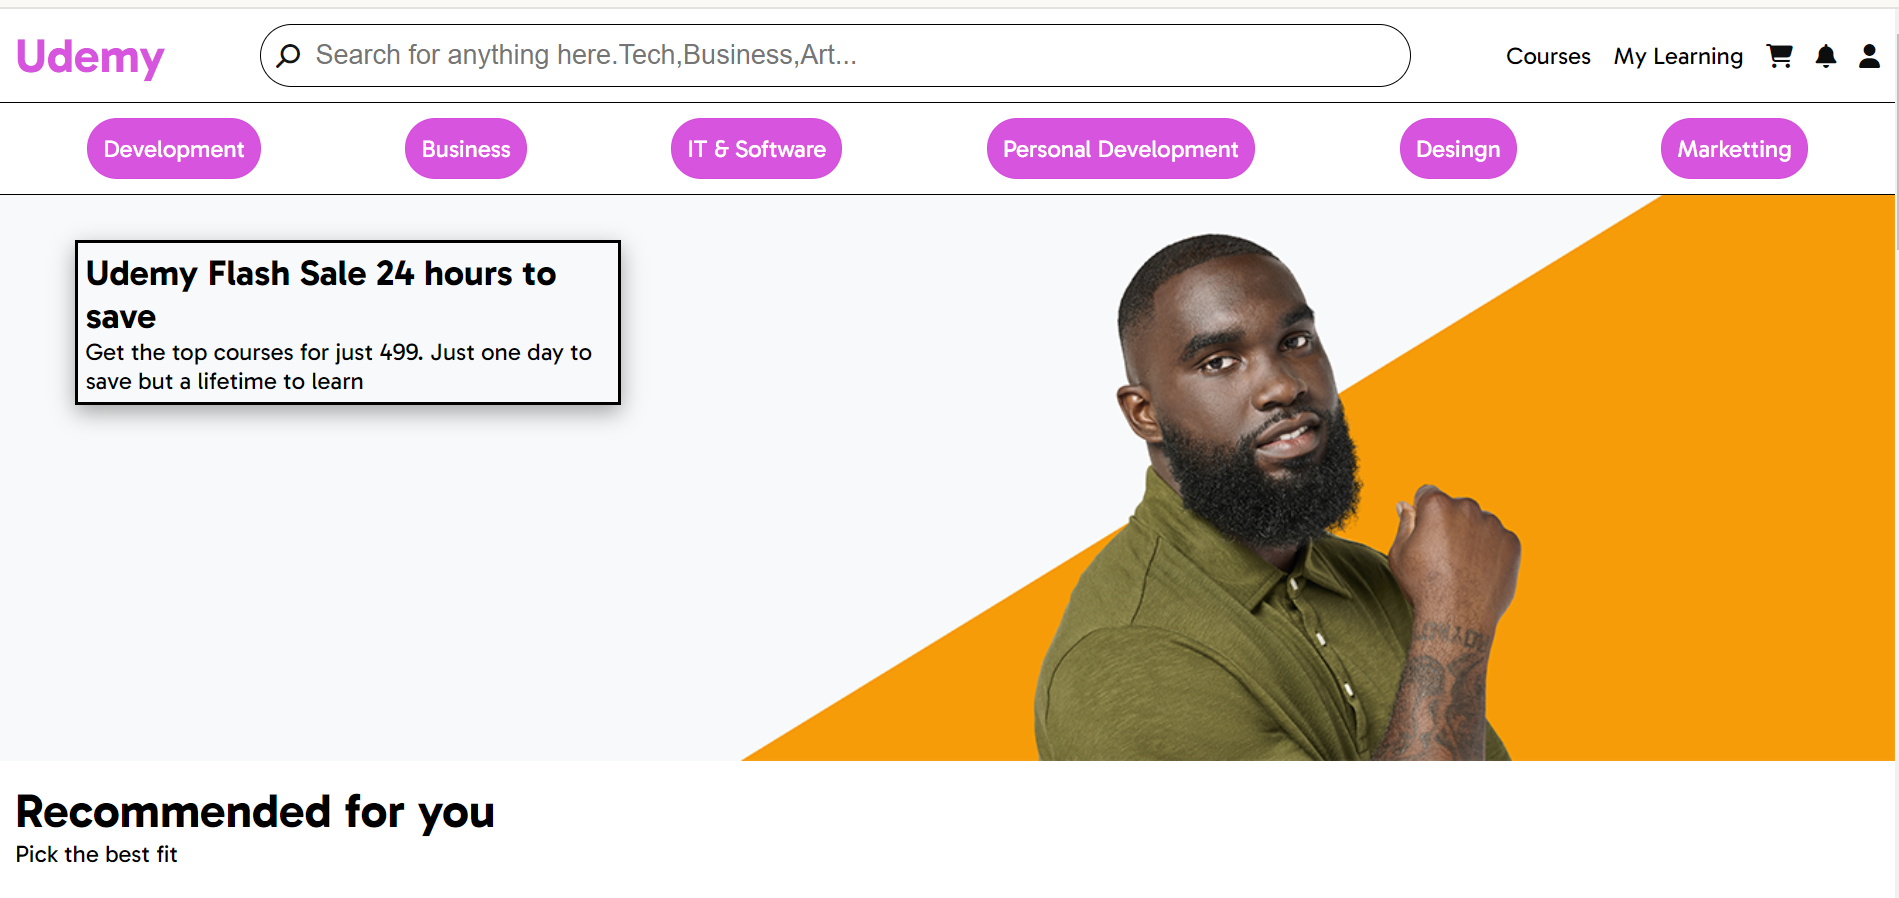 Udemy
Search for anything here.Tech,Business,Art...
Courses
My Learning
Development
Business
IT & Software
Personal Development
Desingn
Marketting
Udemy Flash Sale 24 hours to
save
Get the top courses for just 499. Just one day to
save but a lifetime to learn
Recommended for you
Pick the best fit